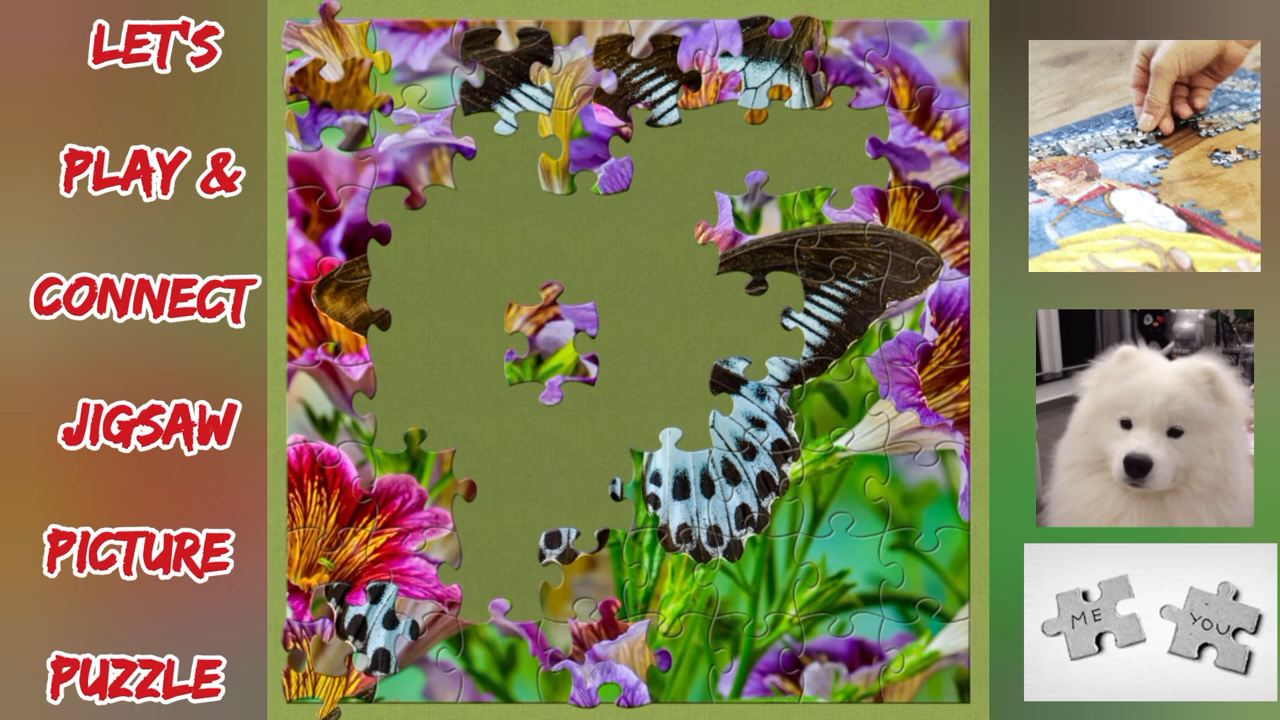 LET'S
PLAY &
CONNECT
JIGSAW
PICTURE
PUZZLE
ME
YOU